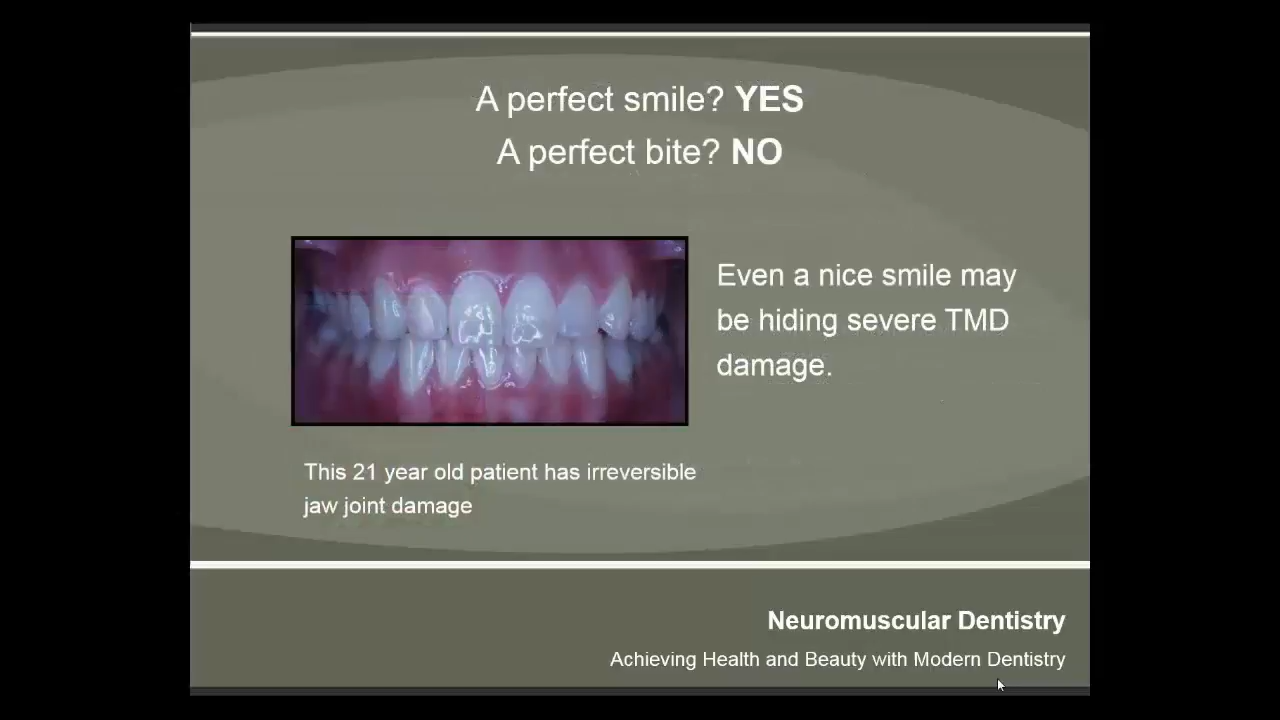 A perfect smile? YES
A perfect bite? NO
Even a nice smile may
be hiding severe TMD
damage.
This 21 year old patient has irreversible
jaw joint damage
Neuromuscular Dentistry
Achieving Health and Beauty with Modern Dentistry